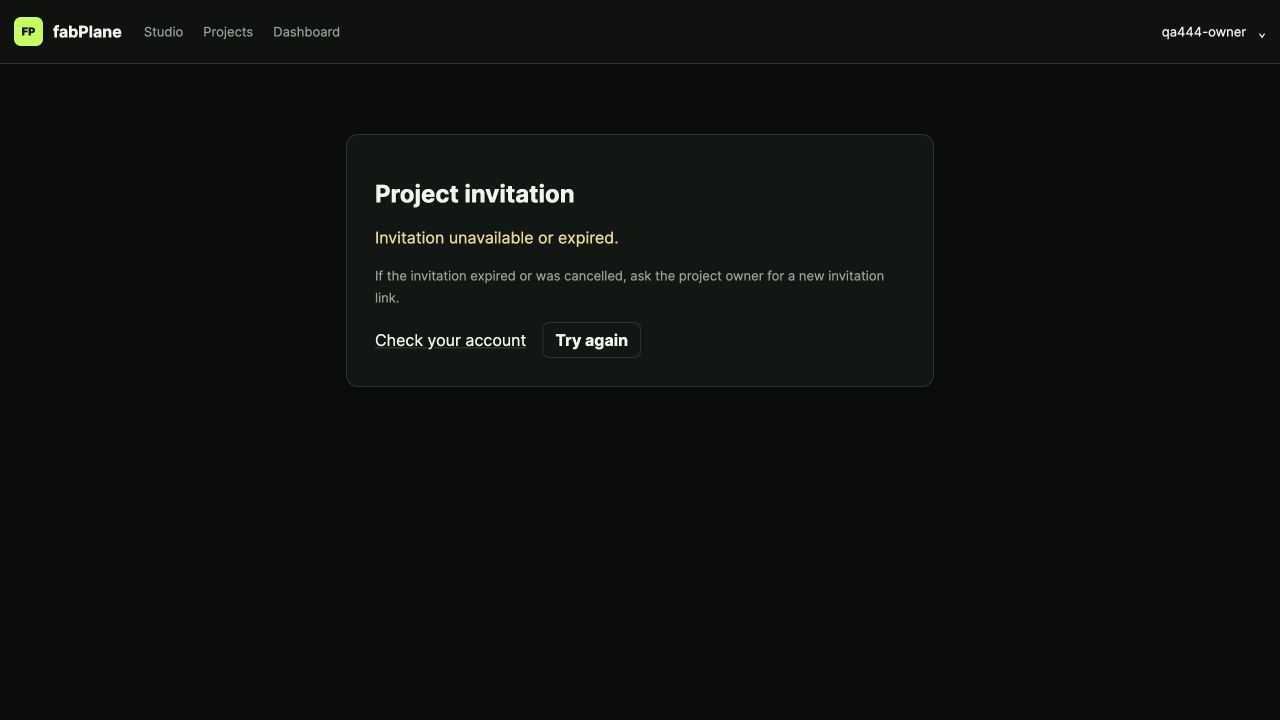 FP fabPlane Studio Projects Dashboard qa444-owner
Project invitation
Invitation unavailable or expired.
If the invitation expired or was cancelled, ask the project owner for a new invitation
link.
Check your account Try again